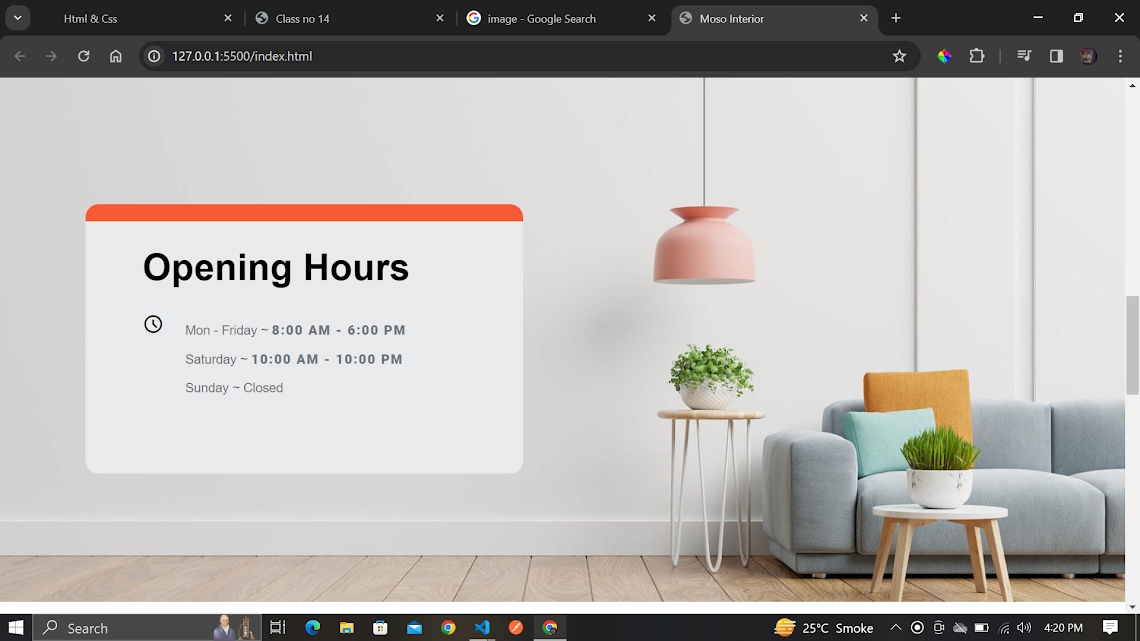 Html & Css
Class no 14
image - Google Search
Moso Interior
127.0.0.1:5500/index.html
Opening Hours
Mon - Friday ~ 8:00 AM - 6:00 PM
Saturday ~ 10:00 AM - 10:00 PM
Sunday ~ Closed
Search
25°C Smoke
4:20 PM